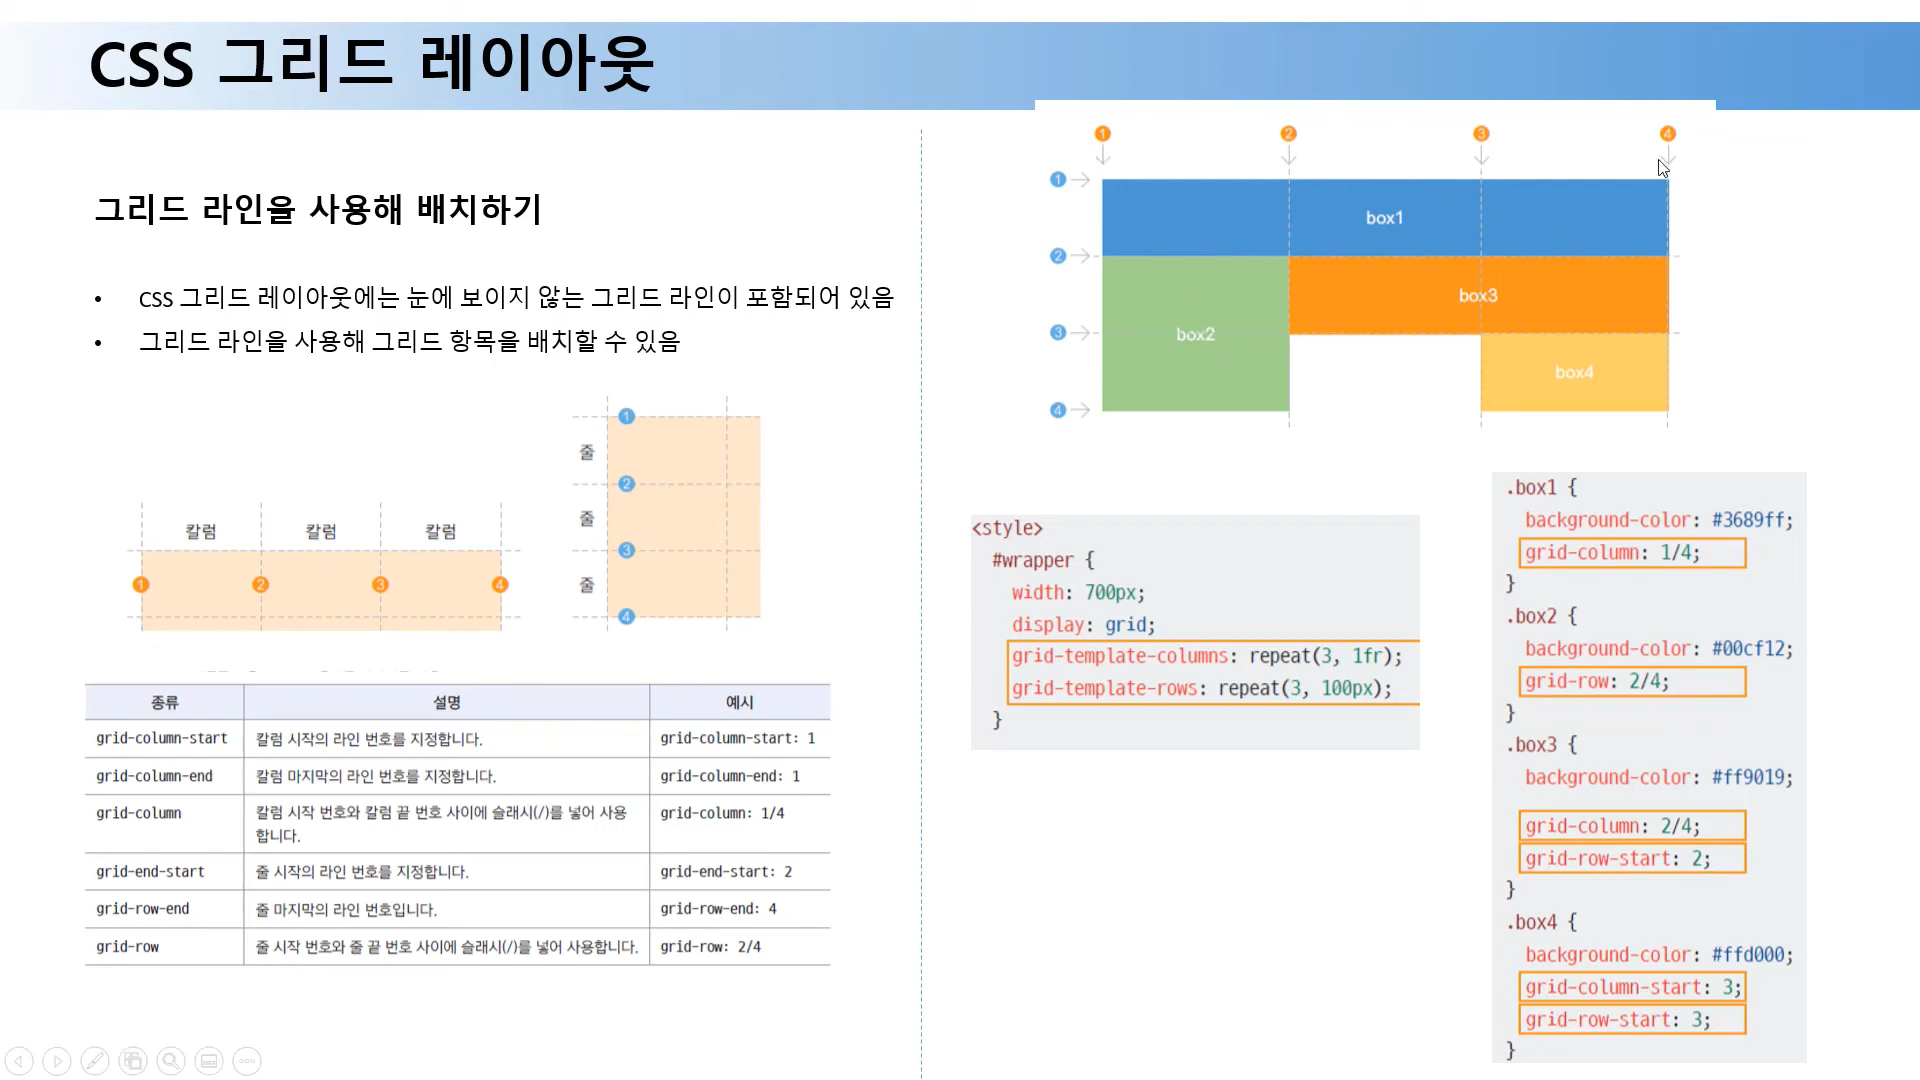 CSS 그리드 레이아웃
그리드 라인을 사용해 배치하기
• CSS 그리드 레이아웃에는 눈에 보이지 않는 그리드 라인이 포함되어 있음
• 그리드 라인을 사용해 그리드 항목을 배치할 수 있음
칼럼 칼럼 칼럼
1 2 3 4
1
줄
2
줄
3
줄
4
종류 설명 예시
grid-column-start 칼럼 시작의 라인 번호를 지정합니다. grid-column-start: 1
grid-column-end 칼럼 마지막의 라인 번호를 지정합니다. grid-column-end: 1
grid-column 칼럼 시작 번호와 칼럼 끝 번호 사이에 슬래시(/)를 넣어 사용 grid-column: 1/4
합니다.
grid-end-start 줄 시작의 라인 번호를 지정합니다. grid-end-start: 2
grid-row-end 줄 마지막의 라인 번호입니다. grid-row-end: 4
grid-row 줄 시작 번호와 줄 끝 번호 사이에 슬래시(/)를 넣어 사용합니다. grid-row: 2/4
1 2 3 4
1
box1
2
box3
3
box2
box4
4
<style>
#wrapper {
width: 700px;
display: grid;
grid-template-columns: repeat(3, 1fr);
grid-template-rows: repeat(3, 100px);
}
.box1 {
background-color: #3689ff;
grid-column: 1/4;
}
.box2 {
background-color: #00cf12;
grid-row: 2/4;
}
.box3 {
background-color: #ff9019;
grid-column: 2/4;
grid-row-start: 2;
}
.box4 {
background-color: #ffd000;
grid-column-start: 3;
grid-row-start: 3;
}